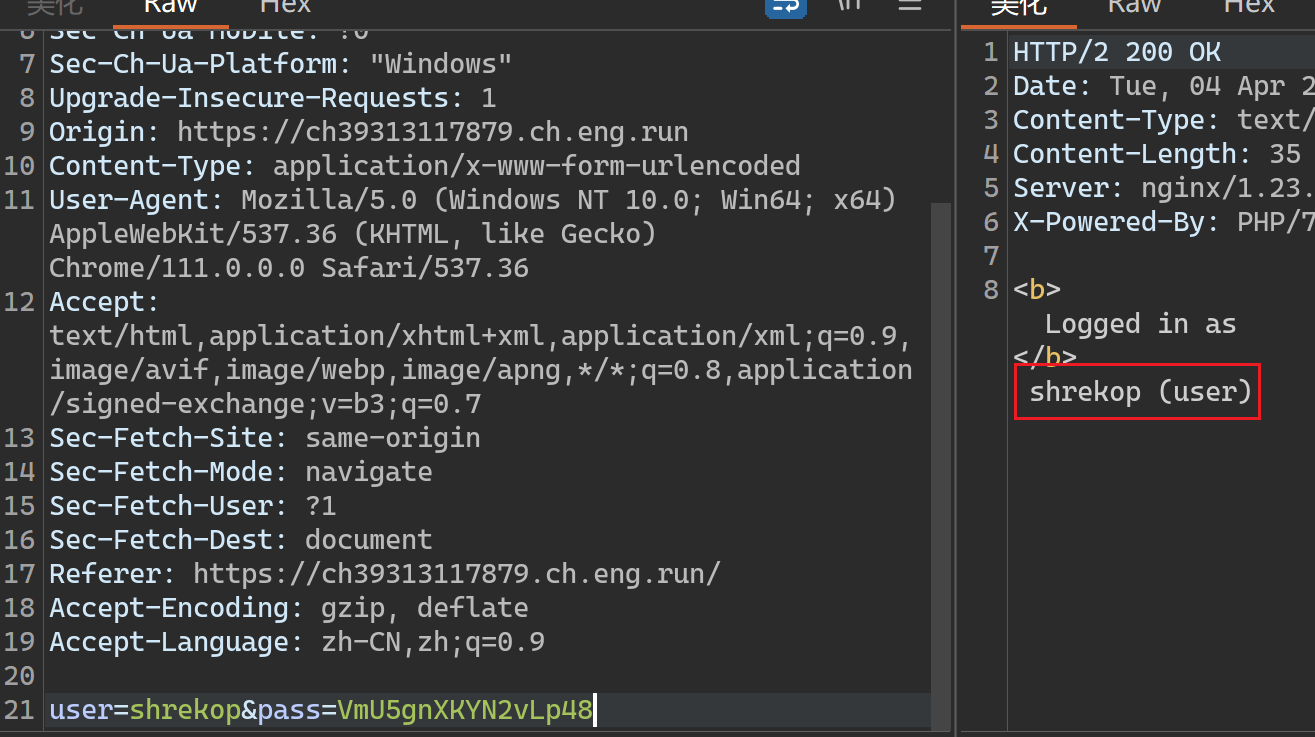 美化 Raw Hex \n
6 Sec-Ch-Ua-Mobile: ?0
7 Sec-Ch-Ua-Platform: "Windows"
8 Upgrade-Insecure-Requests: 1
9 Origin: https://ch39313117879.ch.eng.run
10 Content-Type: application/x-www-form-urlencoded
11 User-Agent: Mozilla/5.0 (Windows NT 10.0; Win64; x64)
AppleWebKit/537.36 (KHTML, like Gecko)
Chrome/111.0.0.0 Safari/537.36
12 Accept:
text/html,application/xhtml+xml,application/xml;q=0.9,
image/avif,image/webp,image/apng,*/*;q=0.8,application
/signed-exchange;v=b3;q=0.7
13 Sec-Fetch-Site: same-origin
14 Sec-Fetch-Mode: navigate
15 Sec-Fetch-User: ?1
16 Sec-Fetch-Dest: document
17 Referer: https://ch39313117879.ch.eng.run/
18 Accept-Encoding: gzip, deflate
19 Accept-Language: zh-CN,zh;q=0.9
20
21 user=shrekop&pass=VmU5gnXKYN2vLp48
美化 Raw Hex
1 HTTP/2 200 OK
2 Date: Tue, 04 Apr 2
3 Content-Type: text/
4 Content-Length: 35
5 Server: nginx/1.23.
6 X-Powered-By: PHP/7
7
8 <b>
Logged in as
</b>
shrekop (user)